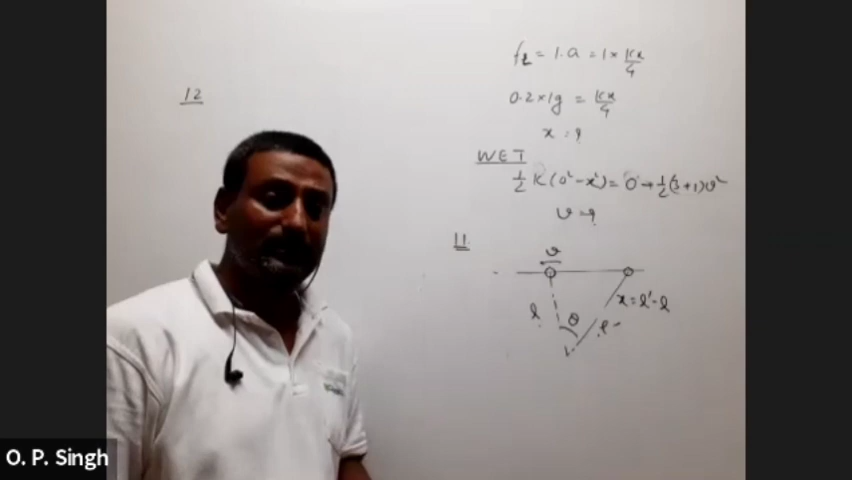 12
f₂ = 1.a = 1 × Kx/4
0.2×1g = Kx/4
x = ?
WET
½ K(0²-x²) = 0 → ½(3+1)v²
v = ?
11
v
x = l'-l
l
θ
l'
O. P. Singh